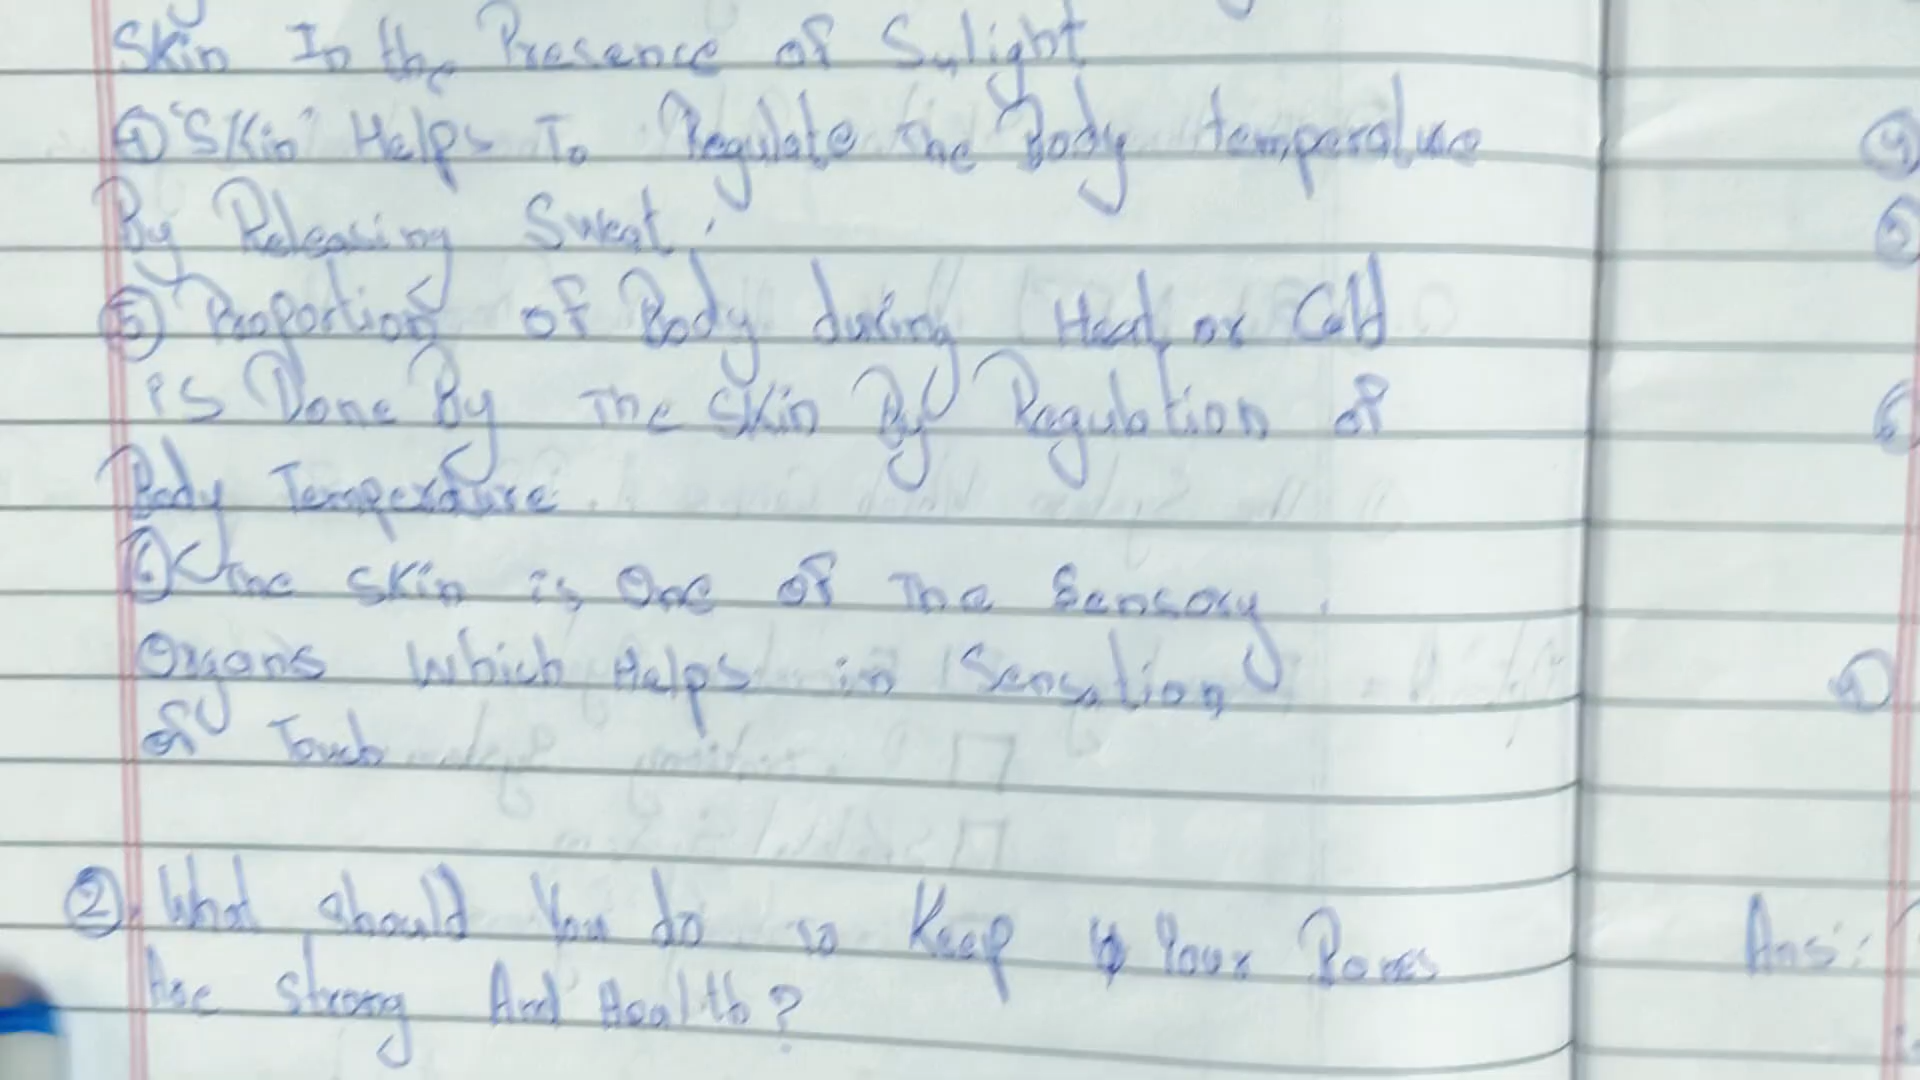 Skin In the Presence of Sulight
④ "Skin" Helps To Regulate the Body temperature
By Releasing Sweat.
⑤ Proportion of Body during Heat or Cold
is Done By The Skin By Regulation of
Body Temperature.
⑥ The Skin is One of The Sensory
Organs Which Helps in Sensation
of Touch
②. What should You do to Keep Your Bones
Are strong And Health?
④
⑤
⑥
Ans: